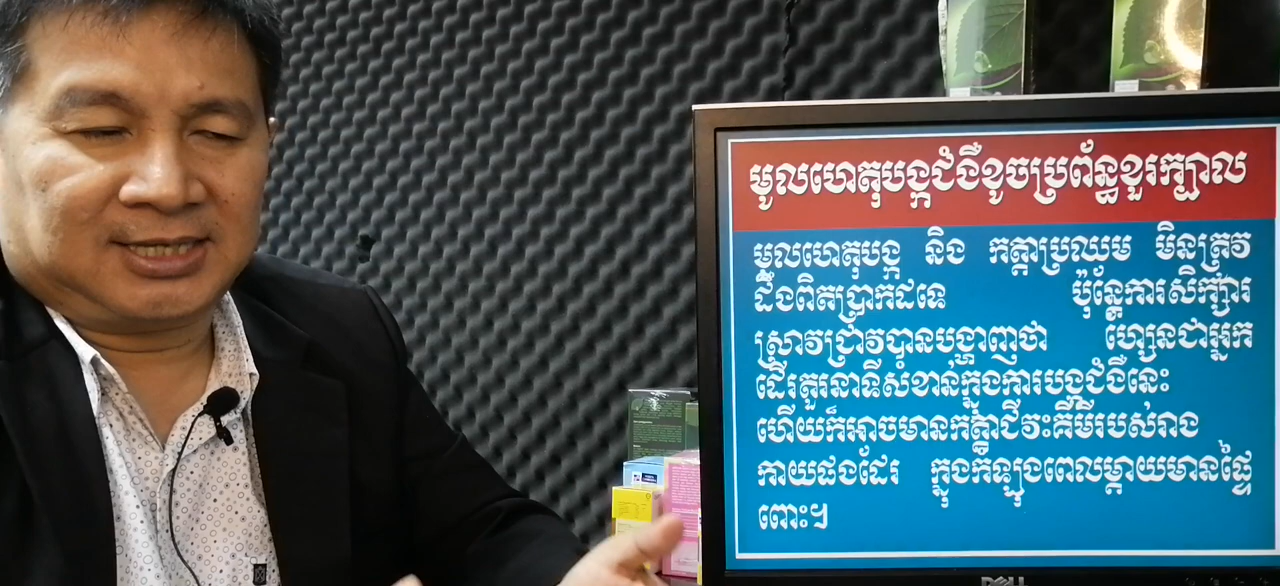 មូលហេតុបង្កជំងឺខូចប្រព័ន្ធខួរក្បាល
មូលហេតុបង្ក និង កត្តាប្រឈម មិនត្រូវ
ដឹងពិតប្រាកដទេ ប៉ុន្តែការសិក្សារ
ស្រាវជ្រាវបានបង្ហាញថា ហ្សែនជាអ្នក
ដើរតួរនាទីសំខាន់ក្នុងការបង្កជំងឺនេះ
ហើយក៏អាចមានកត្តាជីវះគីមីរបស់រាង
កាយផងដែរ ក្នុងកំឡុងពេលម្តាយមានផ្ទៃ
ពោះ។